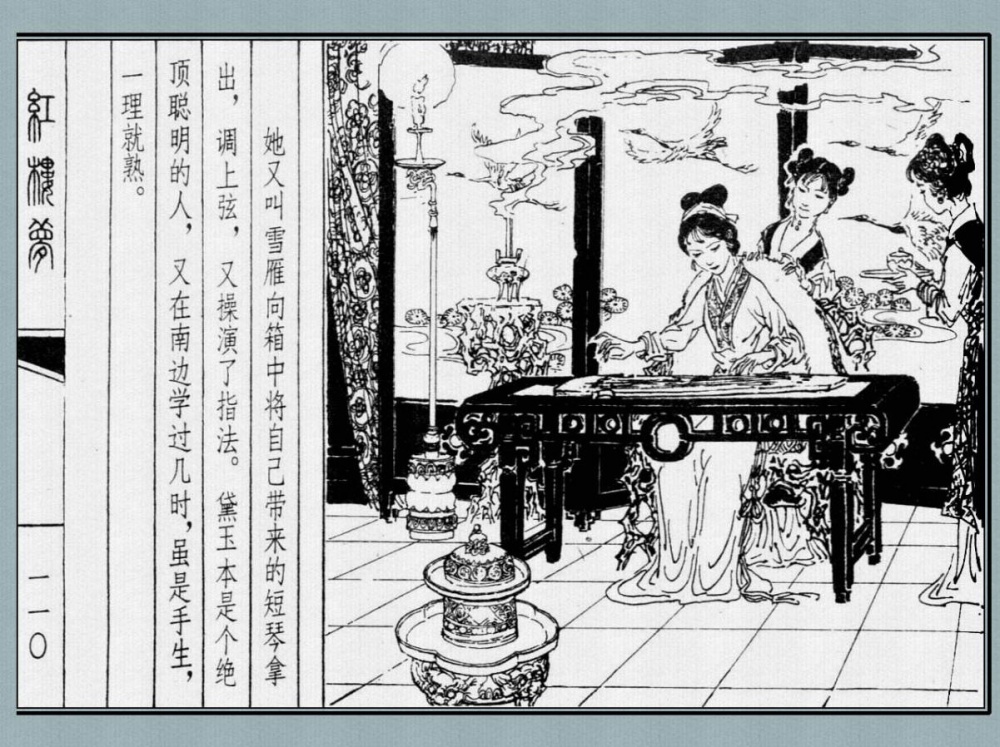 她又叫雪雁向箱中将自己带来的短琴拿
出，调上弦，又操演了指法。黛玉本是个绝
顶聪明的人，又在南边学过几时，虽是手生，
一理就熟。
紅樓夢
一一〇